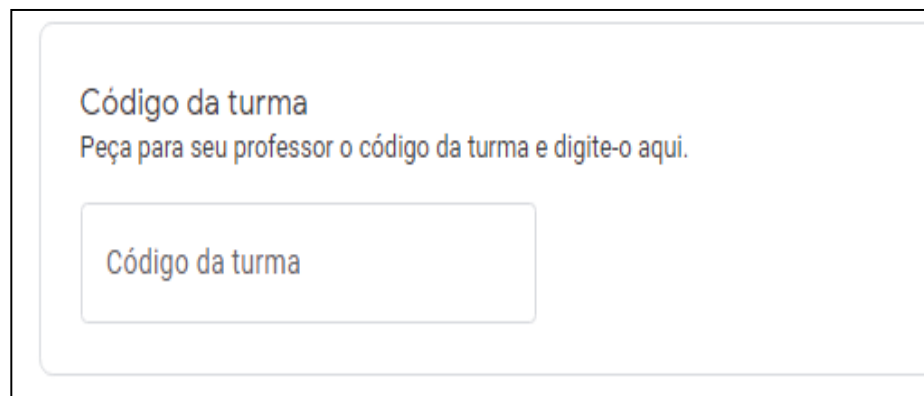 Código da turma
Peça para seu professor o código da turma e digite-o aqui.
Código da turma